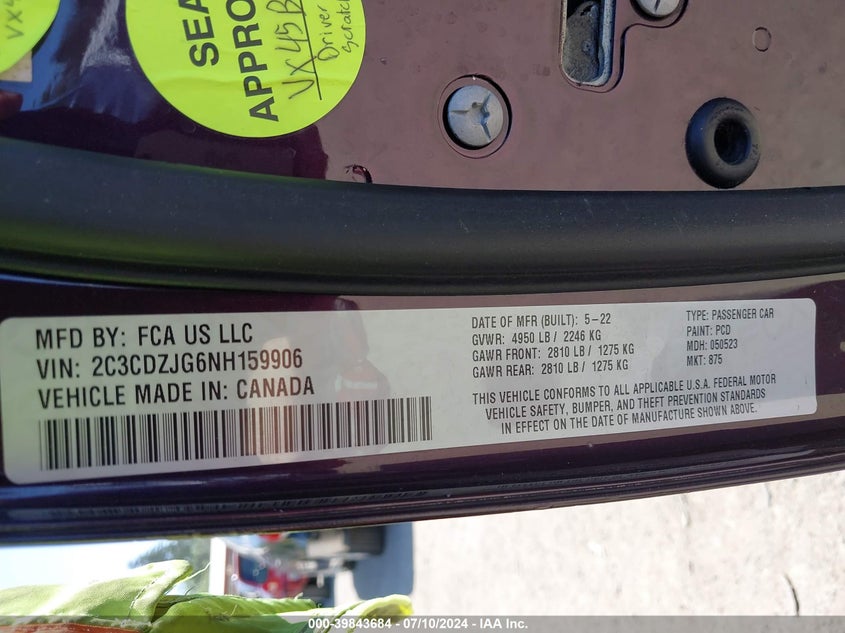 VX4
SEA
APPRO
VX45B
Driver
Scratch
MFD BY: FCA US LLC
VIN: 2C3CDZJG6NH159906
VEHICLE MADE IN: CANADA
DATE OF MFR (BUILT): 5-22
GVWR: 4950 LB / 2246 KG
GAWR FRONT: 2810 LB / 1275 KG
GAWR REAR: 2810 LB / 1275 KG
TYPE: PASSENGER CAR
PAINT: PCD
MDH: 050523
MKT: 875
THIS VEHICLE CONFORMS TO ALL APPLICABLE U.S.A. FEDERAL MOTOR
VEHICLE SAFETY, BUMPER, AND THEFT PREVENTION STANDARDS
IN EFFECT ON THE DATE OF MANUFACTURE SHOWN ABOVE.
000-39843684 - 07/10/2024 - IAA Inc.